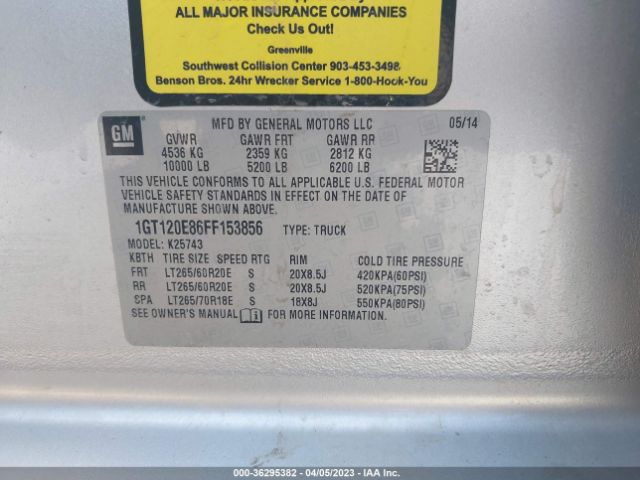 ALL MAJOR INSURANCE COMPANIES
Check Us Out!
Greenville
Southwest Collision Center 903-453-3498
Benson Bros. 24hr Wrecker Service 1-800-Hook-You
GM
MFD BY GENERAL MOTORS LLC 05/14
GVWR GAWR FRT GAWR RR
4536 KG 2359 KG 2812 KG
10000 LB 5200 LB 6200 LB
THIS VEHICLE CONFORMS TO ALL APPLICABLE U.S. FEDERAL MOTOR
VEHICLE SAFETY STANDARDS IN EFFECT ON THE DATE OF
MANUFACTURE SHOWN ABOVE.
1GT120E86FF153856 TYPE: TRUCK
MODEL: K25743
KBTH TIRE SIZE SPEED RTG RIM COLD TIRE PRESSURE
FRT LT265/60R20E S 20X8.5J 420KPA(60PSI)
RR LT265/60R20E S 20X8.5J 520KPA(75PSI)
SPA LT265/70R18E S 18X8J 550KPA(80PSI)
SEE OWNER'S MANUAL FOR MORE INFORMATION.
000-36295382 - 04/05/2023 - IAA Inc.